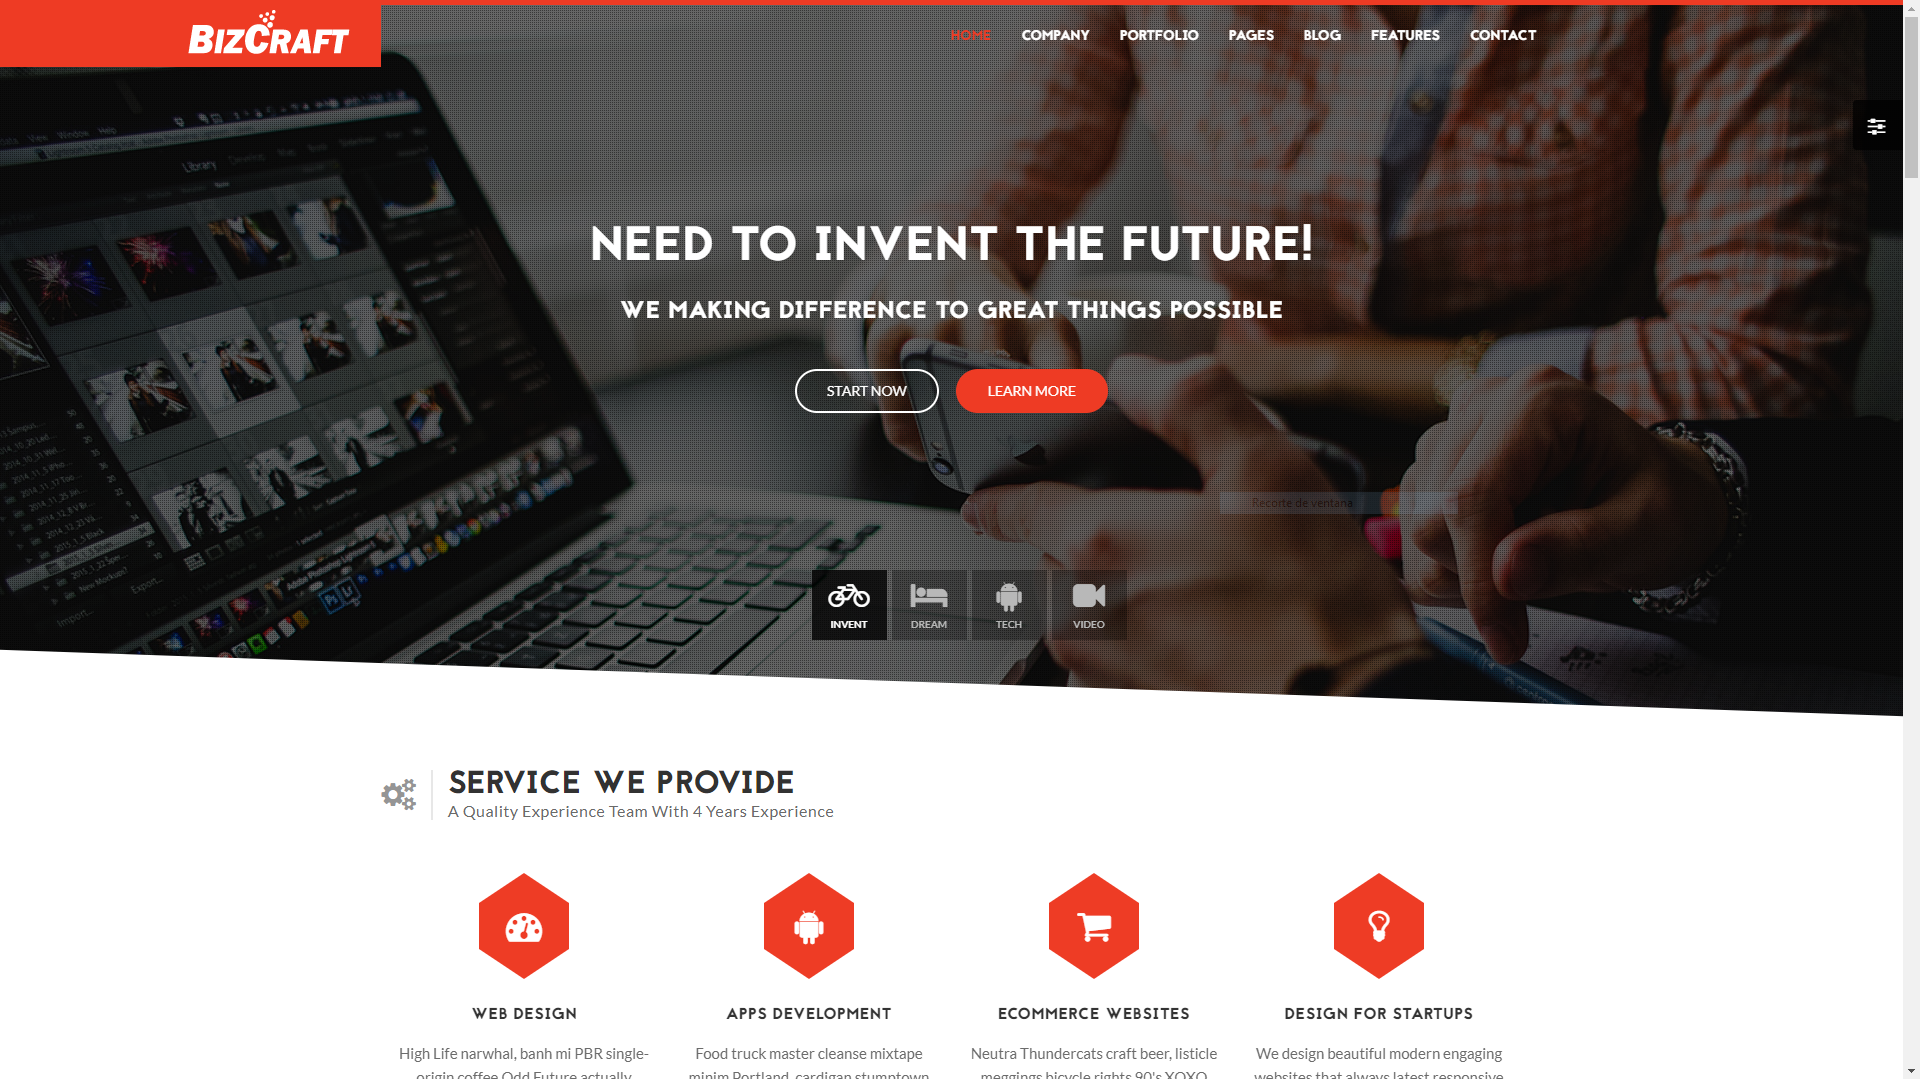 BIZCRAFT
HOME COMPANY PORTFOLIO PAGES BLOG FEATURES CONTACT
Library
NEED TO INVENT THE FUTURE!
WE MAKING DIFFERENCE TO GREAT THINGS POSSIBLE
START NOW LEARN MORE
Recorte de ventana
INVENT DREAM TECH VIDEO
SERVICE WE PROVIDE
A Quality Experience Team With 4 Years Experience
WEB DESIGN APPS DEVELOPMENT ECOMMERCE WEBSITES DESIGN FOR STARTUPS
High Life narwhal, banh mi PBR single- Food truck master cleanse mixtape Neutra Thundercats craft beer, listicle We design beautiful modern engaging
origin coffee Odd Future actually minim Portland, cardigan stumptown meggings bicycle rights 90's XOXO websites that always latest responsive